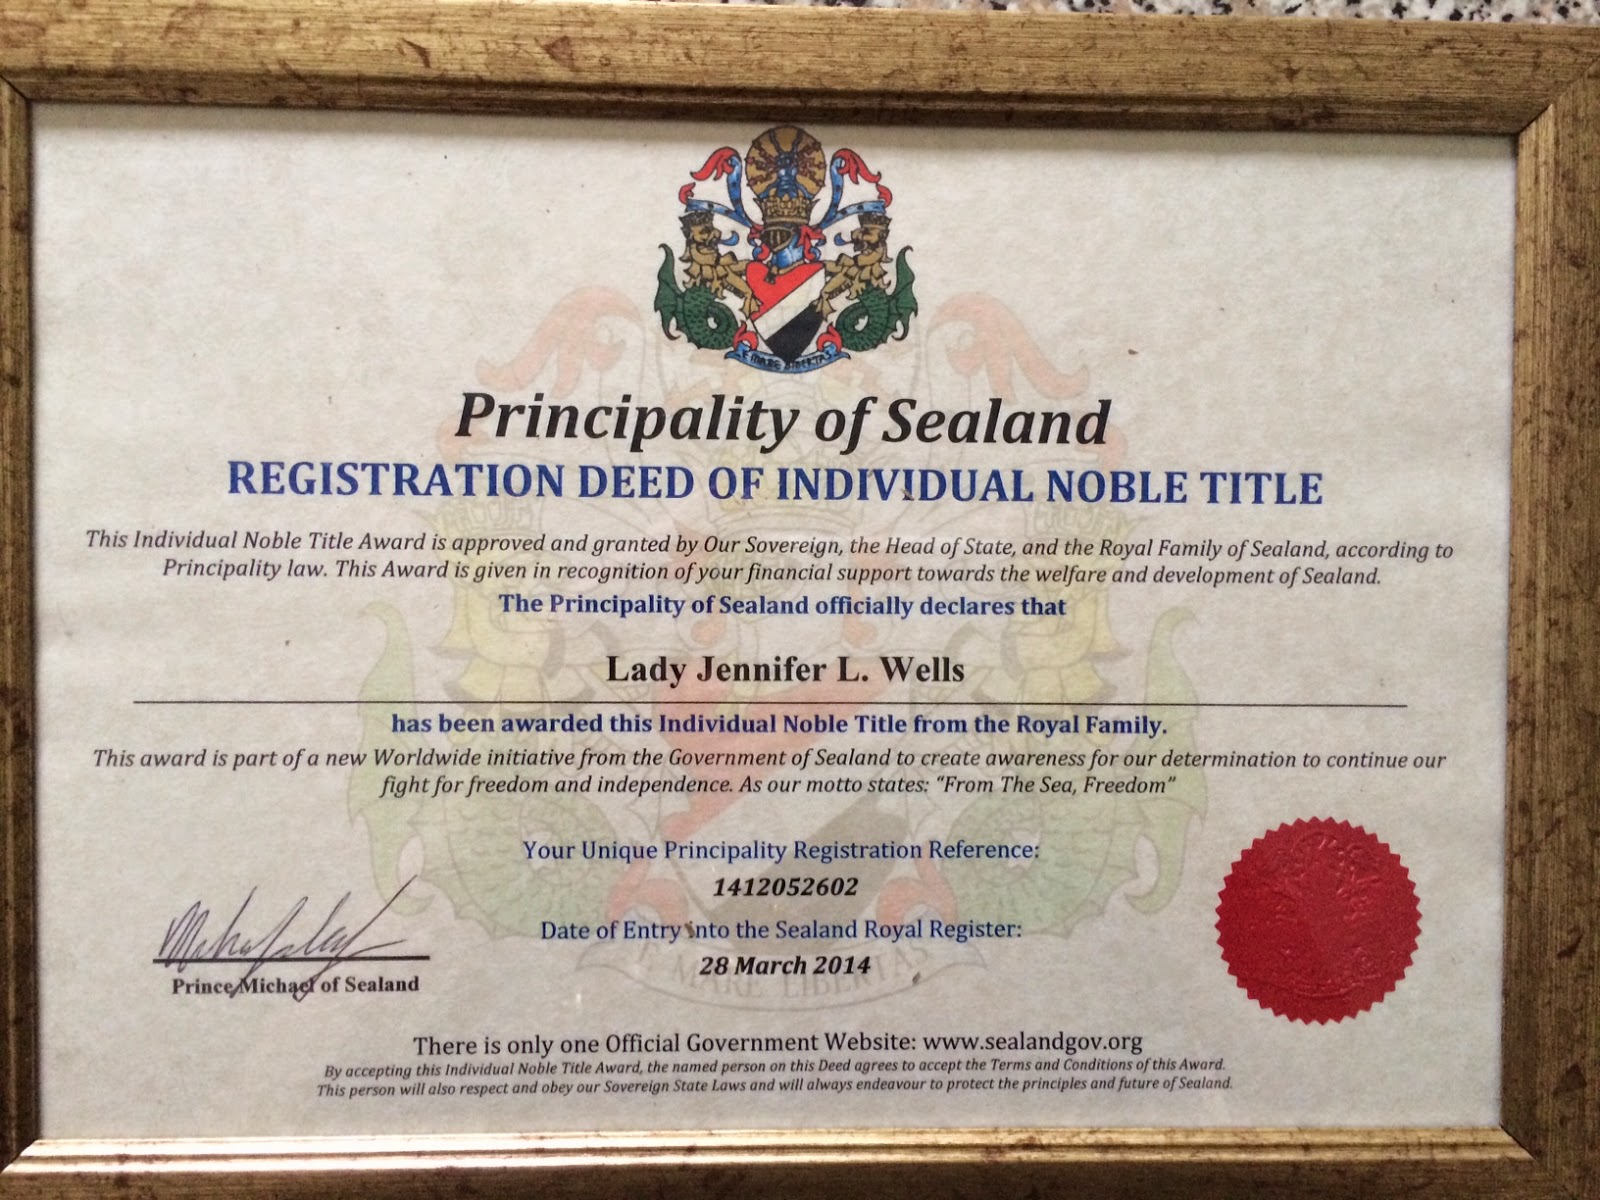 E MARE LIBERTAS
Principality of Sealand
REGISTRATION DEED OF INDIVIDUAL NOBLE TITLE
This Individual Noble Title Award is approved and granted by Our Sovereign, the Head of State, and the Royal Family of Sealand, according to
Principality law. This Award is given in recognition of your financial support towards the welfare and development of Sealand.
The Principality of Sealand officially declares that
Lady Jennifer L. Wells
has been awarded this Individual Noble Title from the Royal Family.
This award is part of a new Worldwide initiative from the Government of Sealand to create awareness for our determination to continue our
fight for freedom and independence. As our motto states: "From The Sea, Freedom"
Your Unique Principality Registration Reference:
1412052602
Date of Entry into the Sealand Royal Register:
28 March 2014
E MARE LIBERTAS
Prince Michael of Sealand
There is only one Official Government Website: www.sealandgov.org
By accepting this Individual Noble Title Award, the named person on this Deed agrees to accept the Terms and Conditions of this Award.
This person will also respect and obey our Sovereign State Laws and will always endeavour to protect the principles and future of Sealand.